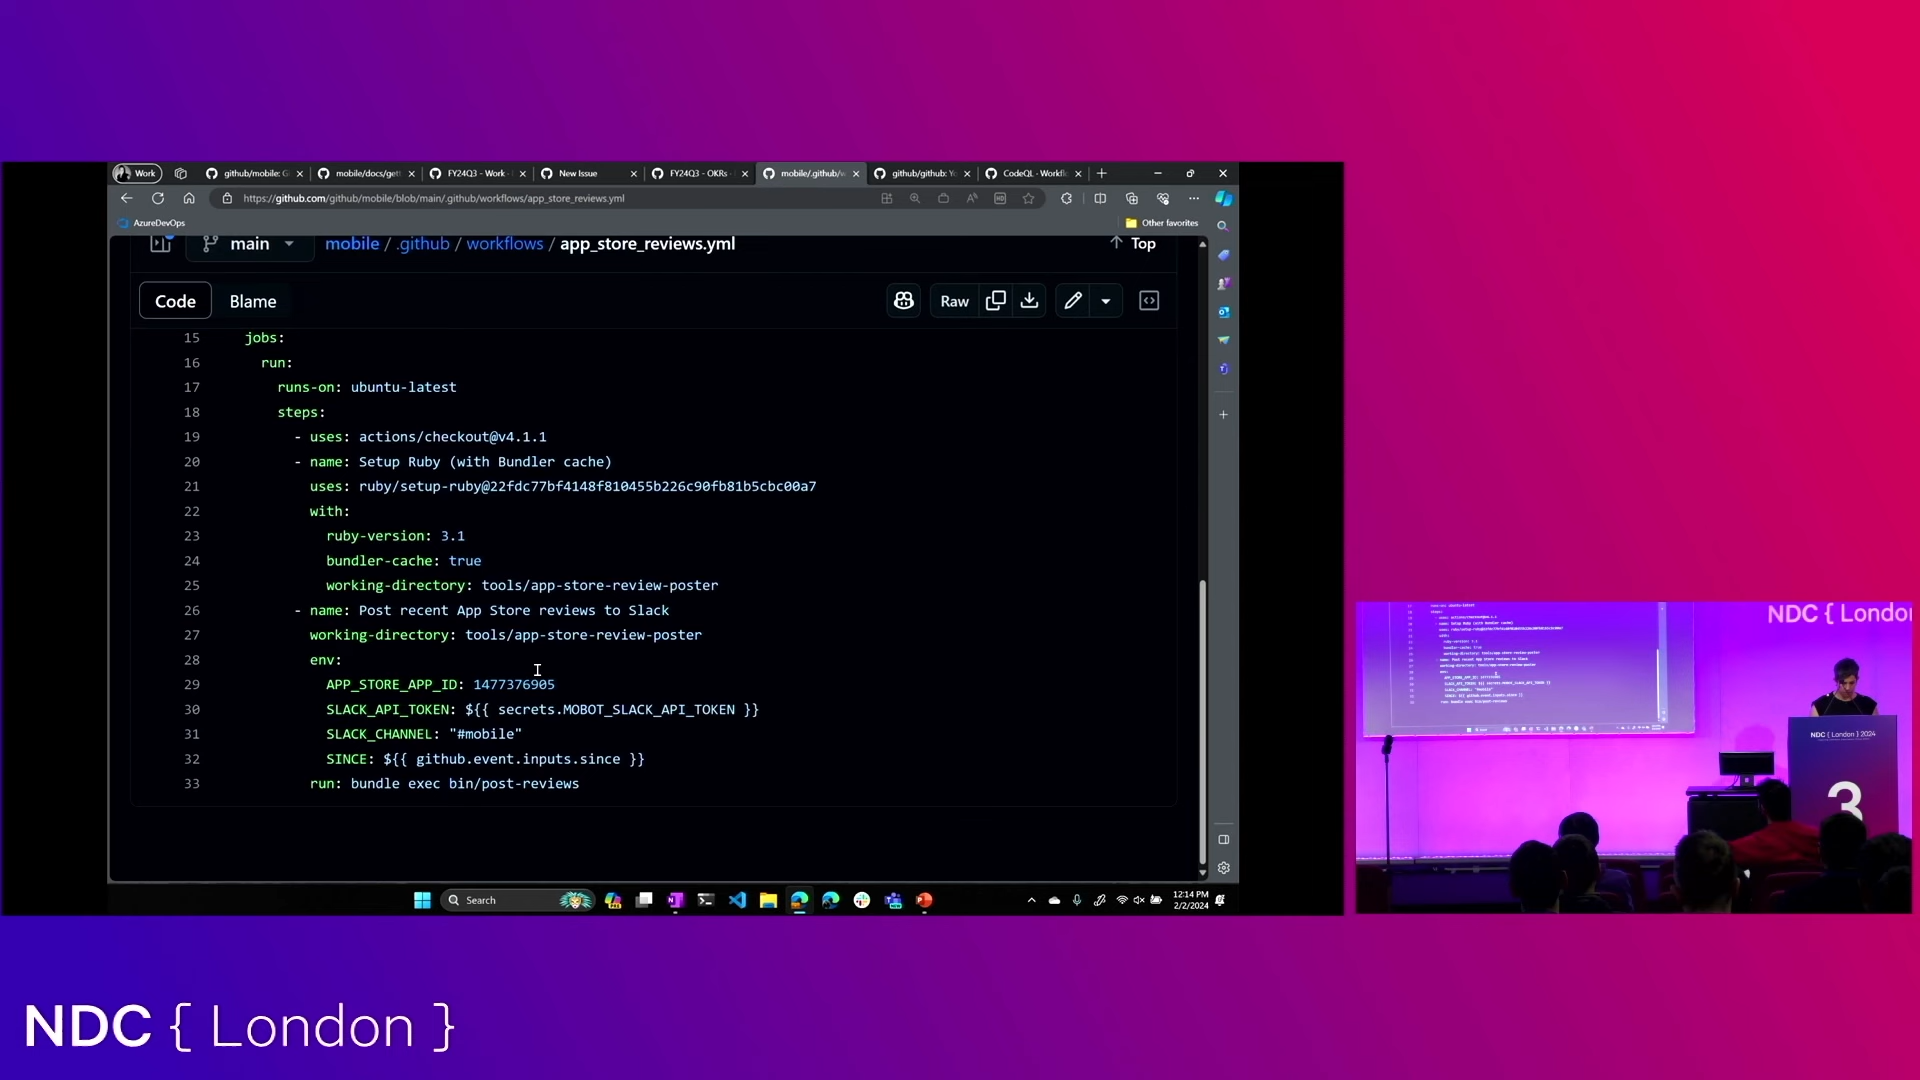 Work
github/mobile: G
mobile/docs/gett
FY24Q3 - Work -
New Issue
FY24Q3 - OKRs -
mobile/.github/w
github/github: Yo
CodeQL · Workfl
https://github.com/github/mobile/blob/main/.github/workflows/app_store_reviews.yml
AzureDevOps
Other favorites
main
mobile / .github / workflows / app_store_reviews.yml
Top
Code
Blame
Raw
15 jobs:
16 run:
17 runs-on: ubuntu-latest
18 steps:
19 - uses: actions/checkout@v4.1.1
20 - name: Setup Ruby (with Bundler cache)
21 uses: ruby/setup-ruby@22fdc77bf4148f810455b226c90fb81b5cbc00a7
22 with:
23 ruby-version: 3.1
24 bundler-cache: true
25 working-directory: tools/app-store-review-poster
26 - name: Post recent App Store reviews to Slack
27 working-directory: tools/app-store-review-poster
28 env:
29 APP_STORE_APP_ID: 1477376905
30 SLACK_API_TOKEN: ${{ secrets.MOBOT_SLACK_API_TOKEN }}
31 SLACK_CHANNEL: "#mobile"
32 SINCE: ${{ github.event.inputs.since }}
33 run: bundle exec bin/post-reviews
Search
12:14 PM
2/2/2024
NDC { London
NDC { London } 2024
3
NDC { London }